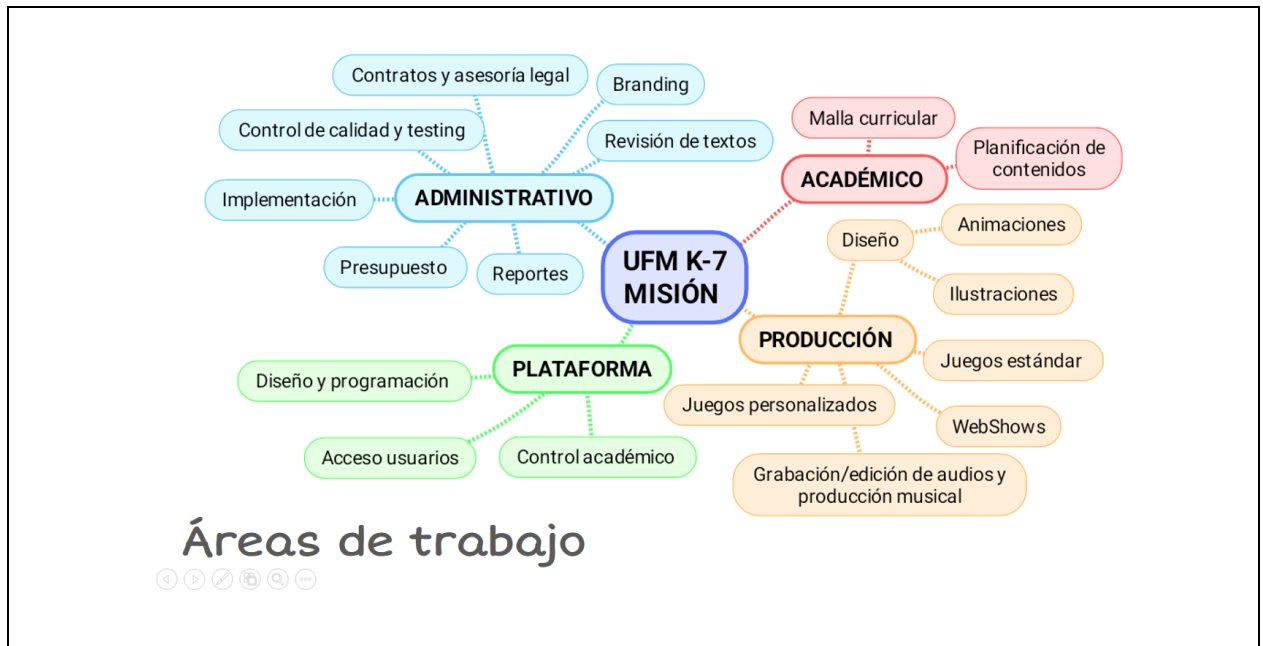 Contratos y asesoría legal
Branding
Control de calidad y testing
Revisión de textos
Implementación
ADMINISTRATIVO
Presupuesto
Reportes
Malla curricular
Planificación de
contenidos
ACADÉMICO
UFM K-7
MISIÓN
Diseño
Animaciones
Ilustraciones
PRODUCCIÓN
Juegos estándar
Juegos personalizados
WebShows
Grabación/edición de audios y
producción musical
PLATAFORMA
Diseño y programación
Acceso usuarios
Control académico
Áreas de trabajo